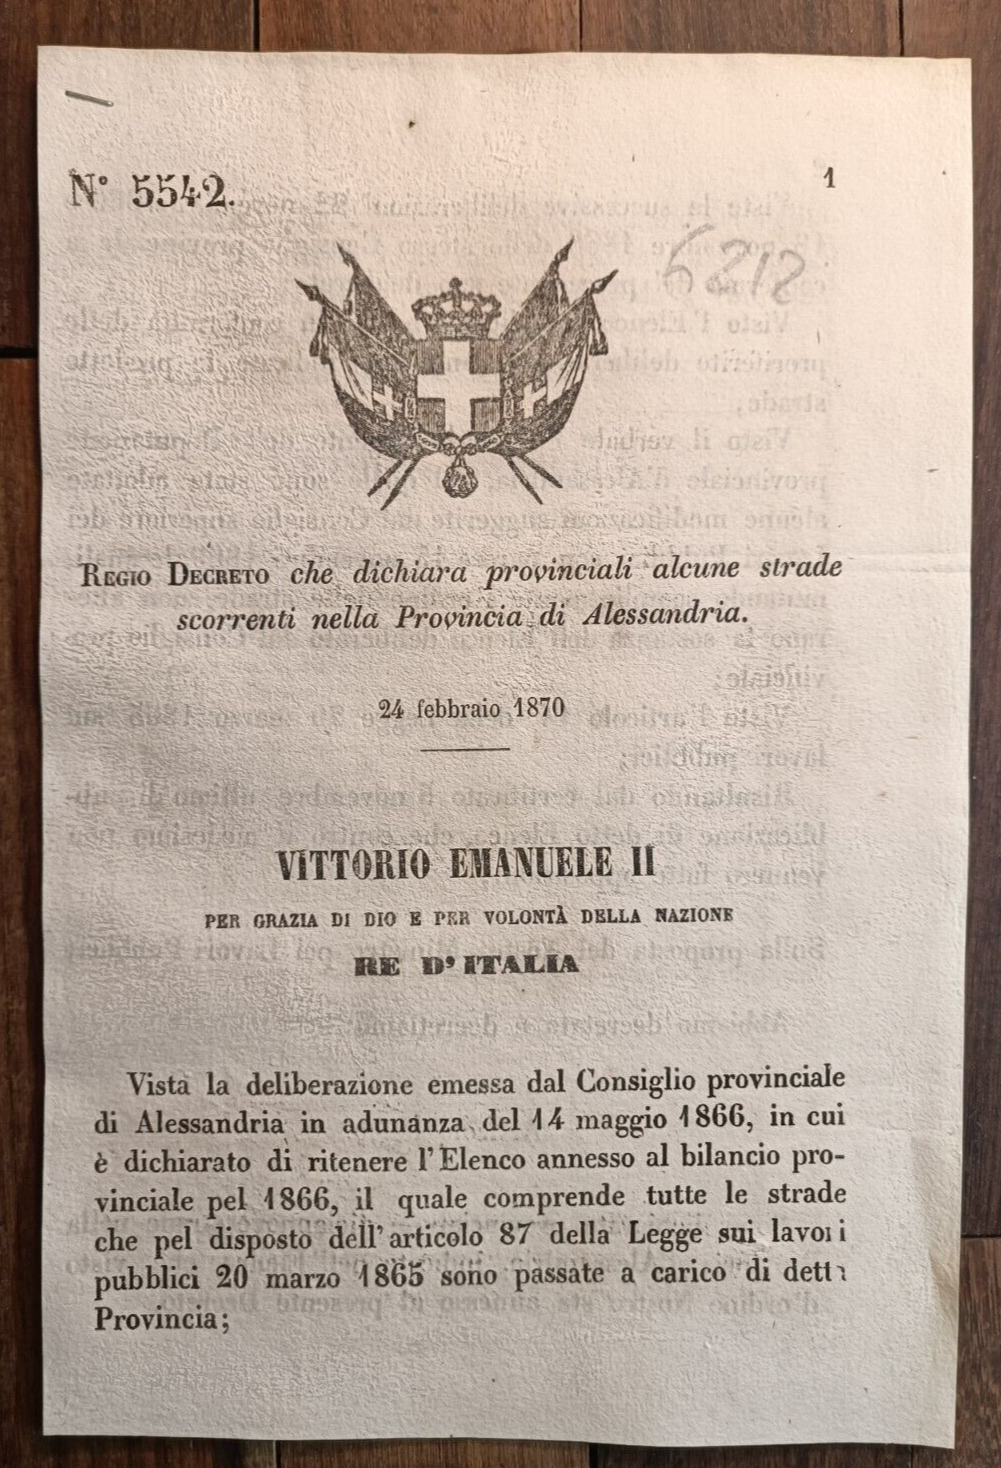 N° 5542.
1
6212
REGIO DECRETO che dichiara provinciali alcune strade
scorrenti nella Provincia di Alessandria.
24 febbraio 1870
VITTORIO EMANUELE II
PER GRAZIA DI DIO E PER VOLONTÀ DELLA NAZIONE
RE D'ITALIA
Vista la deliberazione emessa dal Consiglio provinciale
di Alessandria in adunanza del 14 maggio 1866, in cui
è dichiarato di ritenere l'Elenco annesso al bilancio pro-
vinciale pel 1866, il quale comprende tutte le strade
che pel disposto dell'articolo 87 della Legge sui lavori
pubblici 20 marzo 1865 sono passate a carico di detta
Provincia;